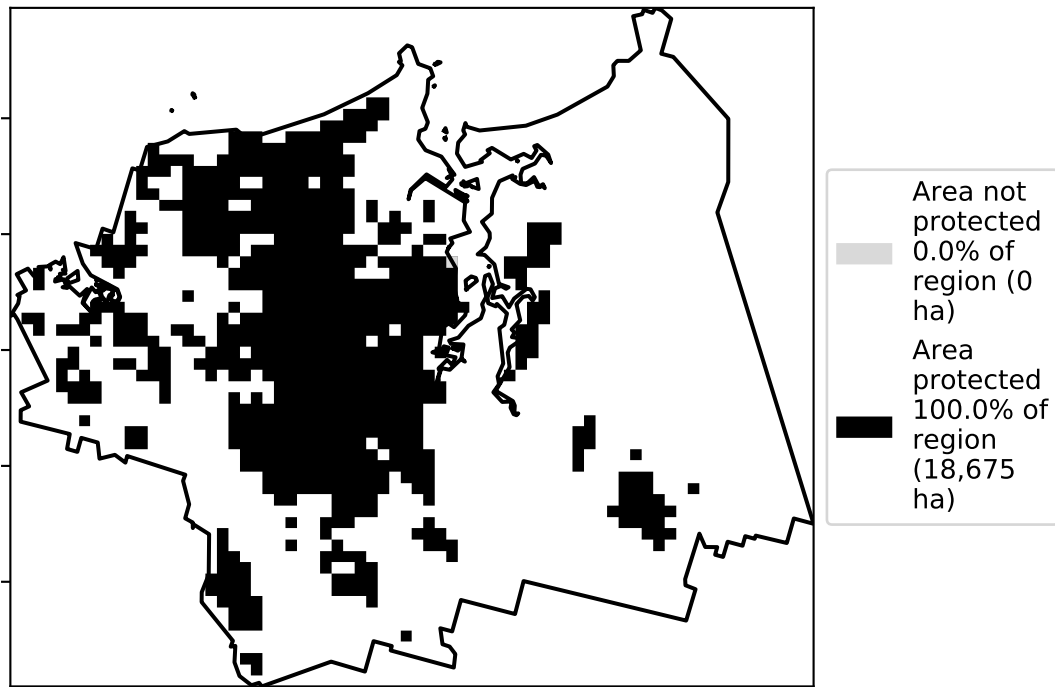 Area not
protected
0.0% of
region (0
ha)
Area
protected
100.0% of
region
(18,675
ha)